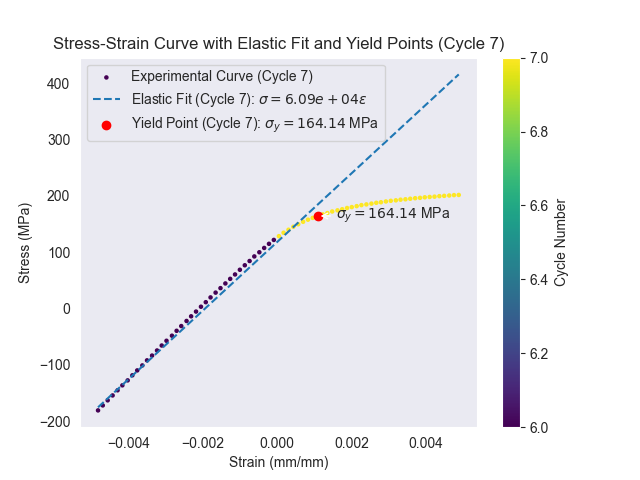 Stress-Strain Curve with Elastic Fit and Yield Points (Cycle 7)
Experimental Curve (Cycle 7)
Elastic Fit (Cycle 7): σ = 6.09e + 04ε
Yield Point (Cycle 7): σ_y = 164.14 MPa
σ_y = 164.14 MPa
400
300
200
100
0
−100
−200
Stress (MPa)
−0.004
−0.002
0.000
0.002
0.004
Strain (mm/mm)
7.0
6.8
6.6
6.4
6.2
6.0
Cycle Number